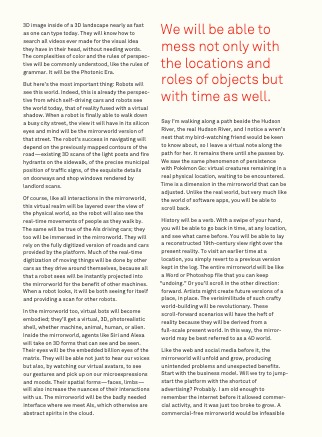 3D image inside of a 3D landscape nearly as fast
as one can type today. They will know how to
search all videos ever made for the visual idea
they have in their head, without needing words.
The complexities of color and the rules of perspec-
tive will be commonly understood, like the rules of
grammar. It will be the Photonic Era.
But here's the most important thing: Robots will
see this world. Indeed, this is already the perspec-
tive from which self-driving cars and robots see
the world today, that of reality fused with a virtual
shadow. When a robot is finally able to walk down
a busy city street, the view it will have in its silicon
eyes and mind will be the mirrorworld version of
that street. The robot's success in navigating will
depend on the previously mapped contours of the
road—existing 3D scans of the light posts and fire
hydrants on the sidewalk, of the precise municipal
position of traffic signs, of the exquisite details
on doorways and shop windows rendered by
landlord scans.
Of course, like all interactions in the mirrorworld,
this virtual realm will be layered over the view of
the physical world, so the robot will also see the
real-time movements of people as they walk by.
The same will be true of the AIs driving cars; they
too will be immersed in the mirrorworld. They will
rely on the fully digitized version of roads and cars
provided by the platform. Much of the real-time
digitization of moving things will be done by other
cars as they drive around themselves, because all
that a robot sees will be instantly projected into
the mirrorworld for the benefit of other machines.
When a robot looks, it will be both seeing for itself
and providing a scan for other robots.
In the mirrorworld too, virtual bots will become
embodied; they'll get a virtual, 3D, photorealistic
shell, whether machine, animal, human, or alien.
Inside the mirrorworld, agents like Siri and Alexa
will take on 3D forms that can see and be seen.
Their eyes will be the embedded billion eyes of the
matrix. They will be able not just to hear our voices
but also, by watching our virtual avatars, to see
our gestures and pick up on our microexpressions
and moods. Their spatial forms—faces, limbs—
will also increase the nuances of their interactions
with us. The mirrorworld will be the badly needed
interface where we meet AIs, which otherwise are
abstract spirits in the cloud.
We will be able to
mess not only with
the locations and
roles of objects but
with time as well.
Say I'm walking along a path beside the Hudson
River, the real Hudson River, and I notice a wren's
nest that my bird-watching friend would be keen
to know about, so I leave a virtual note along the
path for her. It remains there until she passes by.
We saw the same phenomenon of persistence
with Pokémon Go: virtual creatures remaining in a
real physical location, waiting to be encountered.
Time is a dimension in the mirrorworld that can be
adjusted. Unlike the real world, but very much like
the world of software apps, you will be able to
scroll back.
History will be a verb. With a swipe of your hand,
you will be able to go back in time, at any location,
and see what came before. You will be able to lay
a reconstructed 19th-century view right over the
present reality. To visit an earlier time at a
location, you simply revert to a previous version
kept in the log. The entire mirrorworld will be like
a Word or Photoshop file that you can keep
"undoing." Or you'll scroll in the other direction:
forward. Artists might create future versions of a
place, in place. The verisimilitude of such crafty
world-building will be revolutionary. These
scroll-forward scenarios will have the heft of
reality because they will be derived from a
full-scale present world. In this way, the mirror-
world may be best referred to as a 4D world.
Like the web and social media before it, the
mirrorworld will unfold and grow, producing
unintended problems and unexpected benefits.
Start with the business model. Will we try to jump-
start the platform with the shortcut of
advertising? Probably. I am old enough to
remember the internet before it allowed commer-
cial activity, and it was just too broke to grow. A
commercial-free mirrorworld would be infeasible